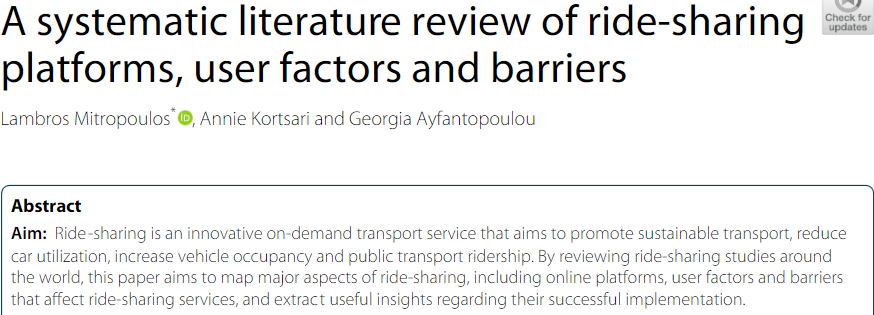 A systematic literature review of ride-sharing
platforms, user factors and barriers
Check for
updates
Lambros Mitropoulos* iD, Annie Kortsari and Georgia Ayfantopoulou
Abstract
Aim: Ride-sharing is an innovative on-demand transport service that aims to promote sustainable transport, reduce
car utilization, increase vehicle occupancy and public transport ridership. By reviewing ride-sharing studies around
the world, this paper aims to map major aspects of ride-sharing, including online platforms, user factors and barriers
that affect ride-sharing services, and extract useful insights regarding their successful implementation.